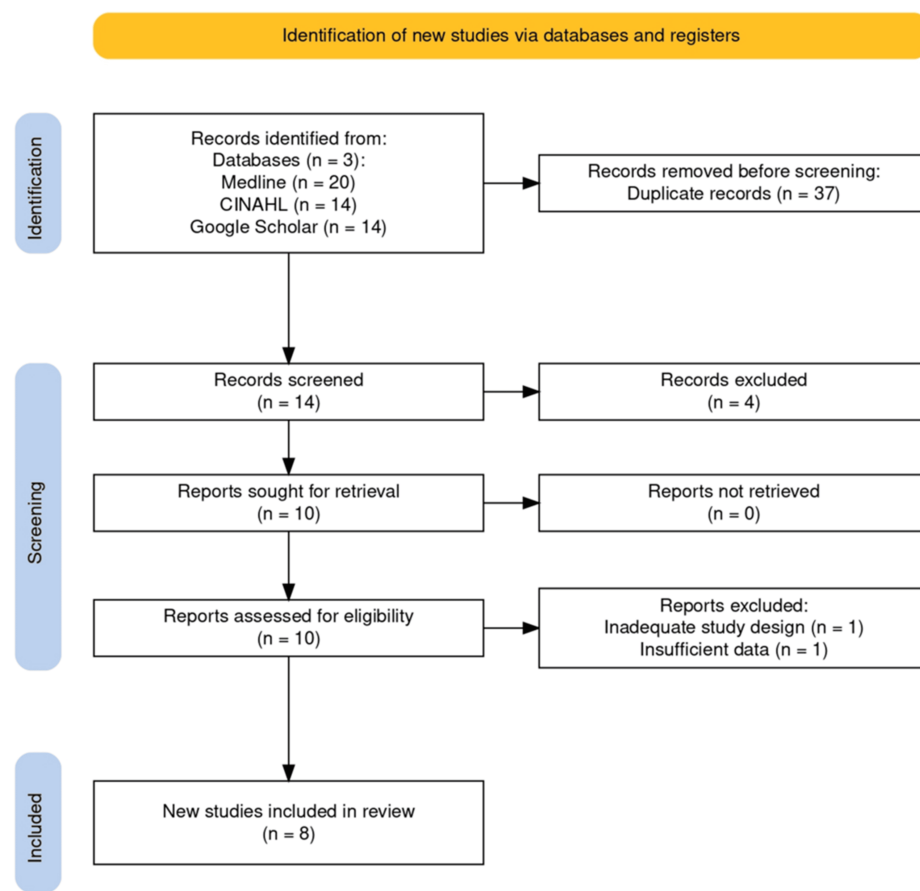 Identification of new studies via databases and registers
Identification
Records identified from:
Databases (n = 3):
Medline (n = 20)
CINAHL (n = 14)
Google Scholar (n = 14)
Records removed before screening:
Duplicate records (n = 37)
Screening
Records screened
(n = 14)
Records excluded
(n = 4)
Reports sought for retrieval
(n = 10)
Reports not retrieved
(n = 0)
Reports assessed for eligibility
(n = 10)
Reports excluded:
Inadequate study design (n = 1)
Insufficient data (n = 1)
Included
New studies included in review
(n = 8)